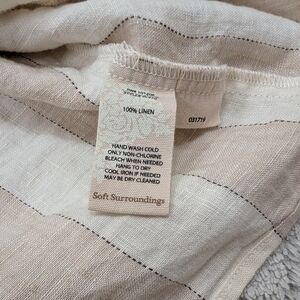 100% LINEN
031719
HAND WASH COLD
ONLY NON-CHLORINE
BLEACH WHEN NEEDED
HANG TO DRY
COOL IRON IF NEEDED
MAY BE DRY CLEANED
Soft Surroundings